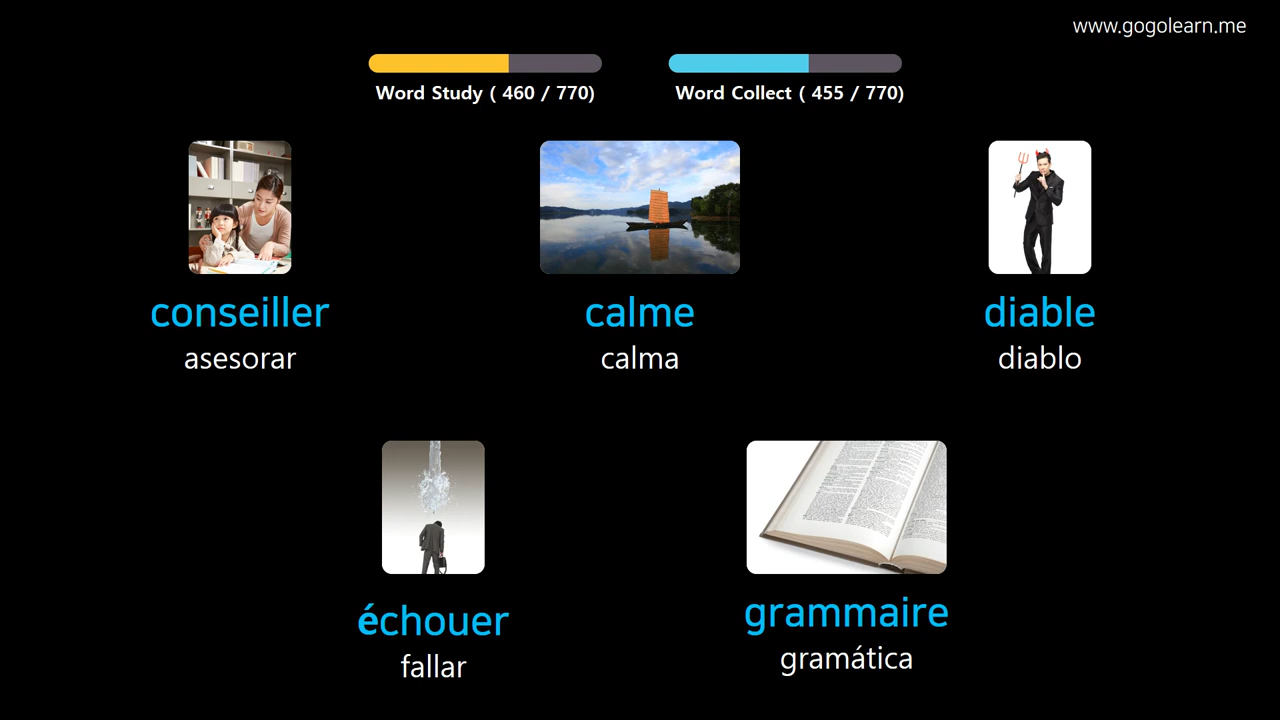 www.gogolearn.me
Word Study ( 460 / 770)
Word Collect ( 455 / 770)
conseiller
asesorar
calme
calma
diable
diablo
échouer
fallar
grammaire
gramática